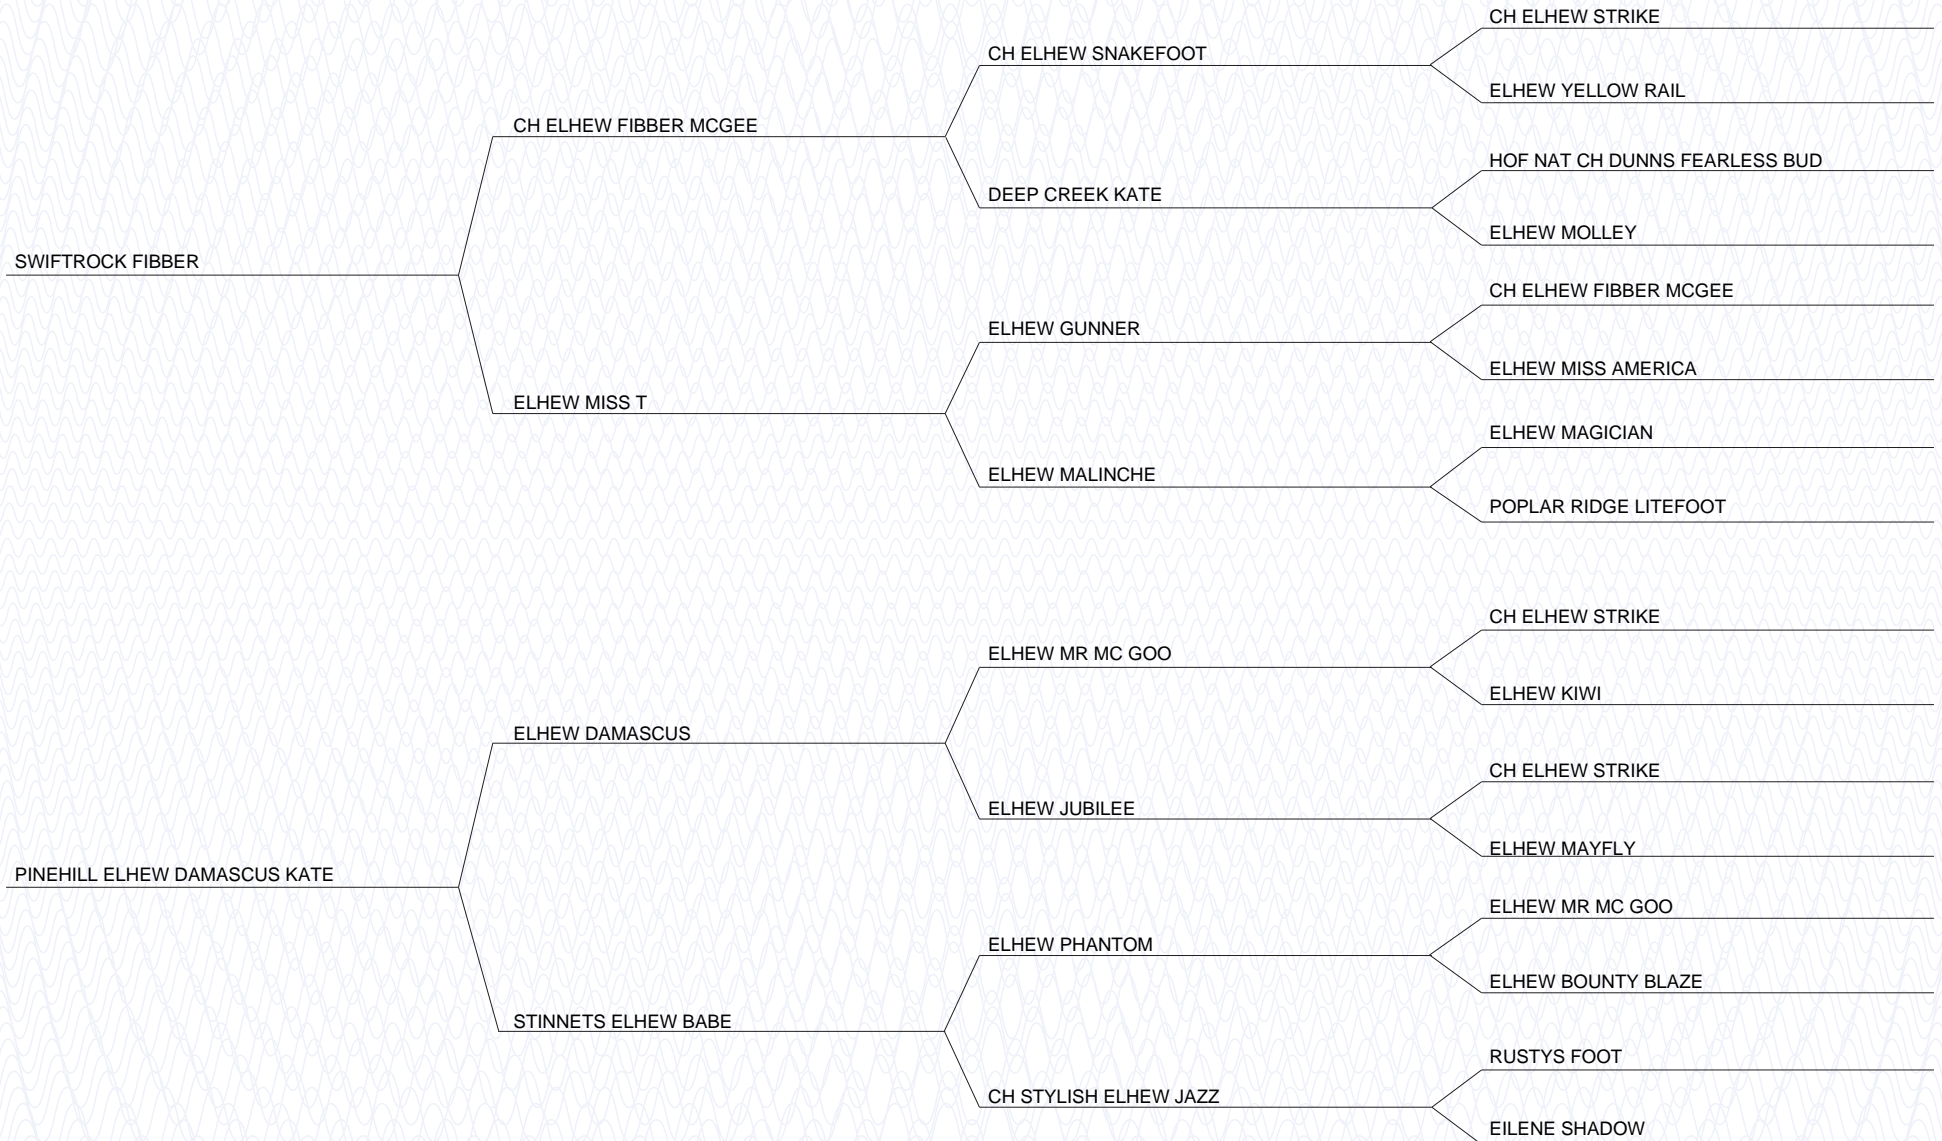 CH ELHEW STRIKE
CH ELHEW SNAKEFOOT
ELHEW YELLOW RAIL
CH ELHEW FIBBER MCGEE
HOF NAT CH DUNNS FEARLESS BUD
DEEP CREEK KATE
ELHEW MOLLEY
SWIFTROCK FIBBER
CH ELHEW FIBBER MCGEE
ELHEW GUNNER
ELHEW MISS AMERICA
ELHEW MISS T
ELHEW MAGICIAN
ELHEW MALINCHE
POPLAR RIDGE LITEFOOT
CH ELHEW STRIKE
ELHEW MR MC GOO
ELHEW KIWI
ELHEW DAMASCUS
CH ELHEW STRIKE
ELHEW JUBILEE
ELHEW MAYFLY
PINEHILL ELHEW DAMASCUS KATE
ELHEW MR MC GOO
ELHEW PHANTOM
ELHEW BOUNTY BLAZE
STINNETS ELHEW BABE
RUSTYS FOOT
CH STYLISH ELHEW JAZZ
EILENE SHADOW